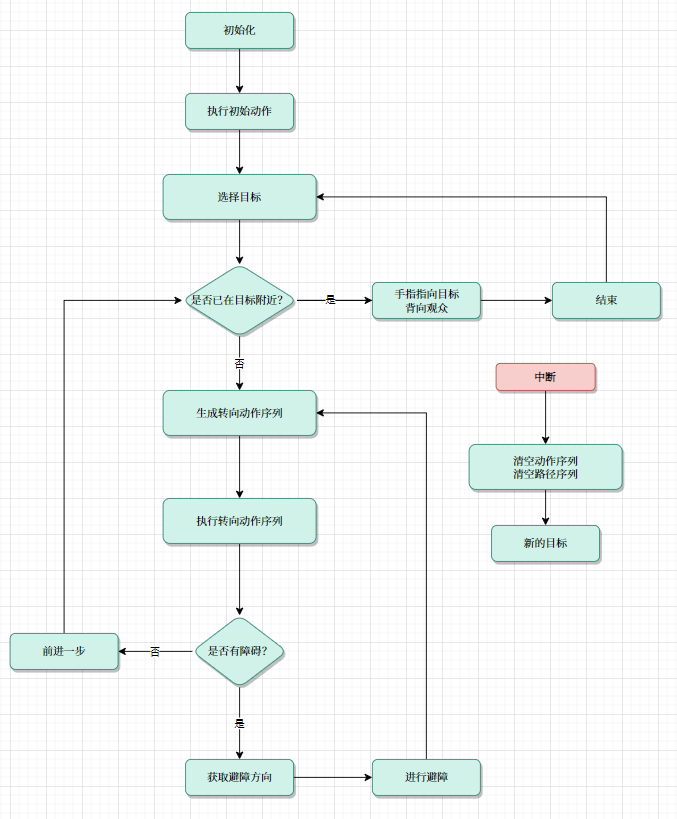 初始化
执行初始动作
选择目标
是否已在目标附近?
是
手指指向目标
背向观众
结束
否
中断
生成转向动作序列
清空动作序列
清空路径序列
执行转向动作序列
新的目标
前进一步
否
是否有障碍?
是
获取避障方向
进行避障